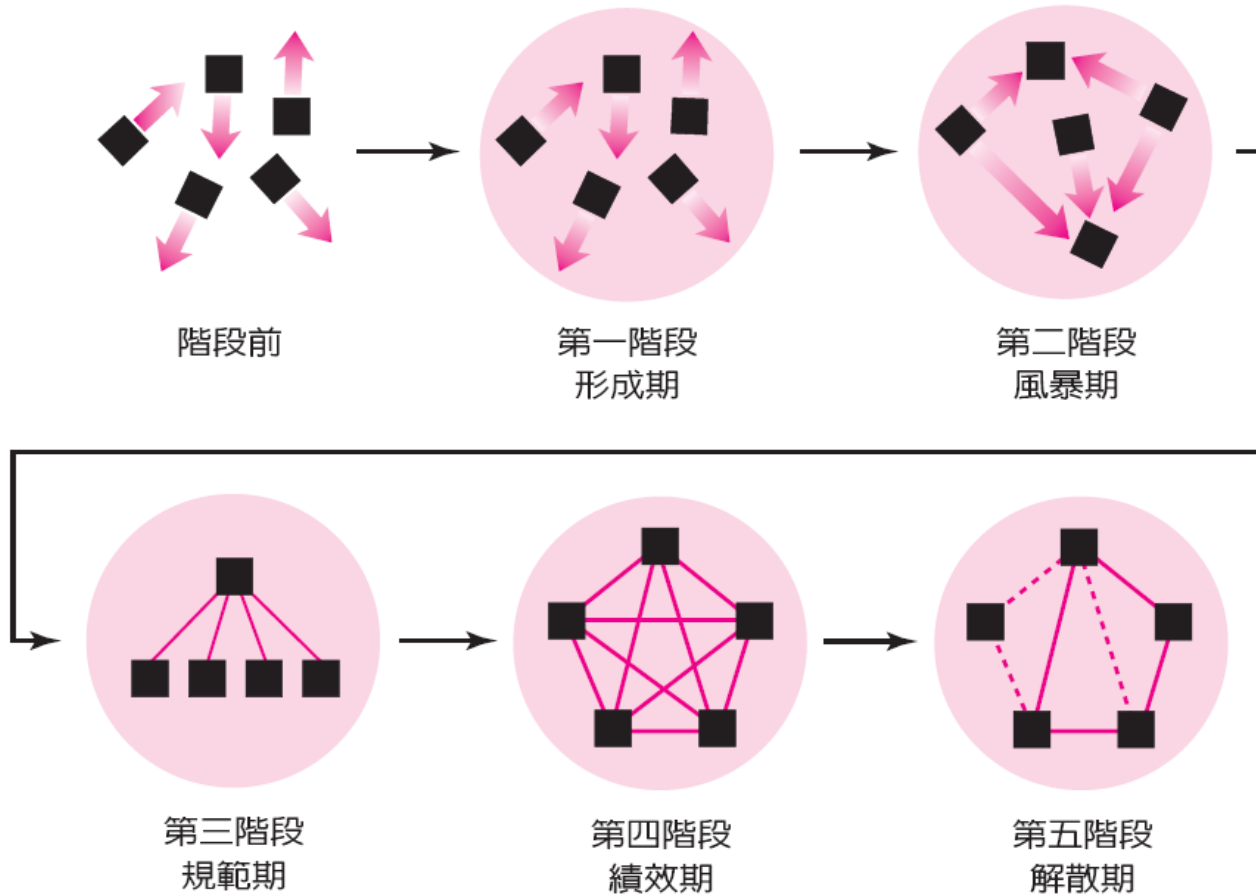 階段前
第一階段
形成期
第二階段
風暴期
第三階段
規範期
第四階段
績效期
第五階段
解散期